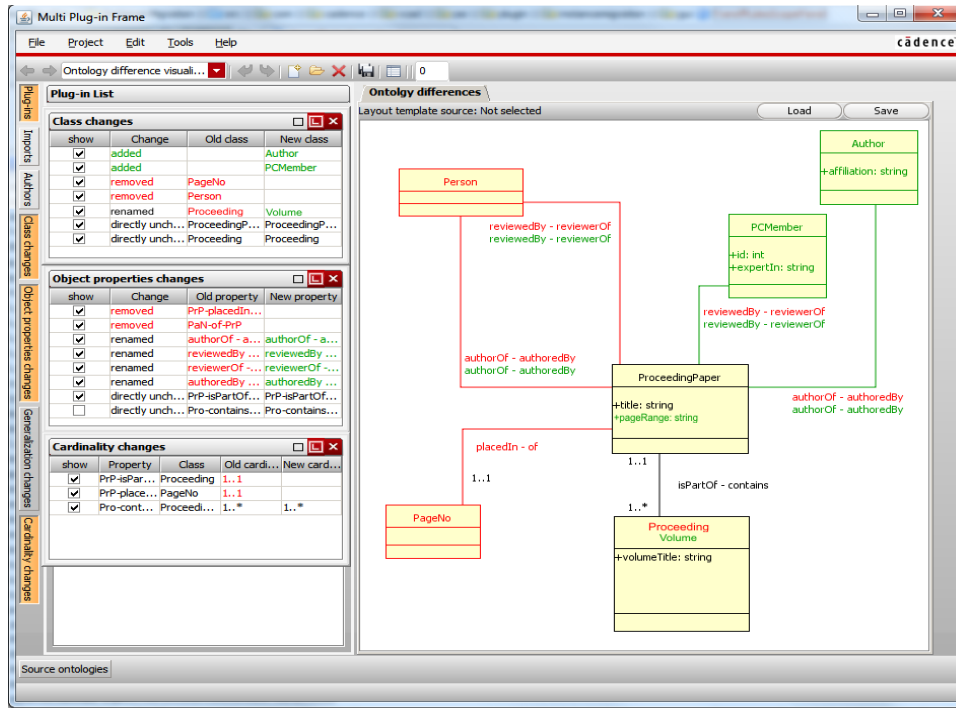 Multi Plug-in Frame
File Project Edit Tools Help
cādence
Ontology difference visuali... 0
Plug-ins
Imports
Authors
Class changes
Object properties changes
Generalization changes
Cardinality changes
Plug-in List
Class changes
show Change Old class New class
added Author
added PCMember
removed PageNo
removed Person
renamed Proceeding Volume
directly unch... ProceedingP... ProceedingP...
directly unch... Proceeding Proceeding
Object properties changes
show Change Old property New property
removed PrP-placedIn...
removed PaN-of-PrP
renamed authorOf - a... authorOf - a...
renamed reviewedBy ... reviewedBy ...
renamed reviewerOf -... reviewerOf -...
renamed authoredBy ... authoredBy ...
directly unch... PrP-isPartOf... PrP-isPartOf...
directly unch... Pro-contains... Pro-contains...
Cardinality changes
show Property Class Old cardi... New card...
PrP-isPar... Proceeding 1..1
PrP-place... PageNo 1..1
Pro-cont... Proceedi... 1..* 1..*
Ontolgy differences
Layout template source: Not selected Load Save
Author
+affiliation: string
Person
reviewedBy - reviewerOf
reviewedBy - reviewerOf
PCMember
+id: int
+expertIn: string
reviewedBy - reviewerOf
reviewedBy - reviewerOf
authorOf - authoredBy
authorOf - authoredBy
ProceedingPaper
+title: string
+pageRange: string
authorOf - authoredBy
authorOf - authoredBy
placedIn - of
1..1
1..1
isPartOf - contains
1..*
PageNo
Proceeding
Volume
+volumeTitle: string
Source ontologies